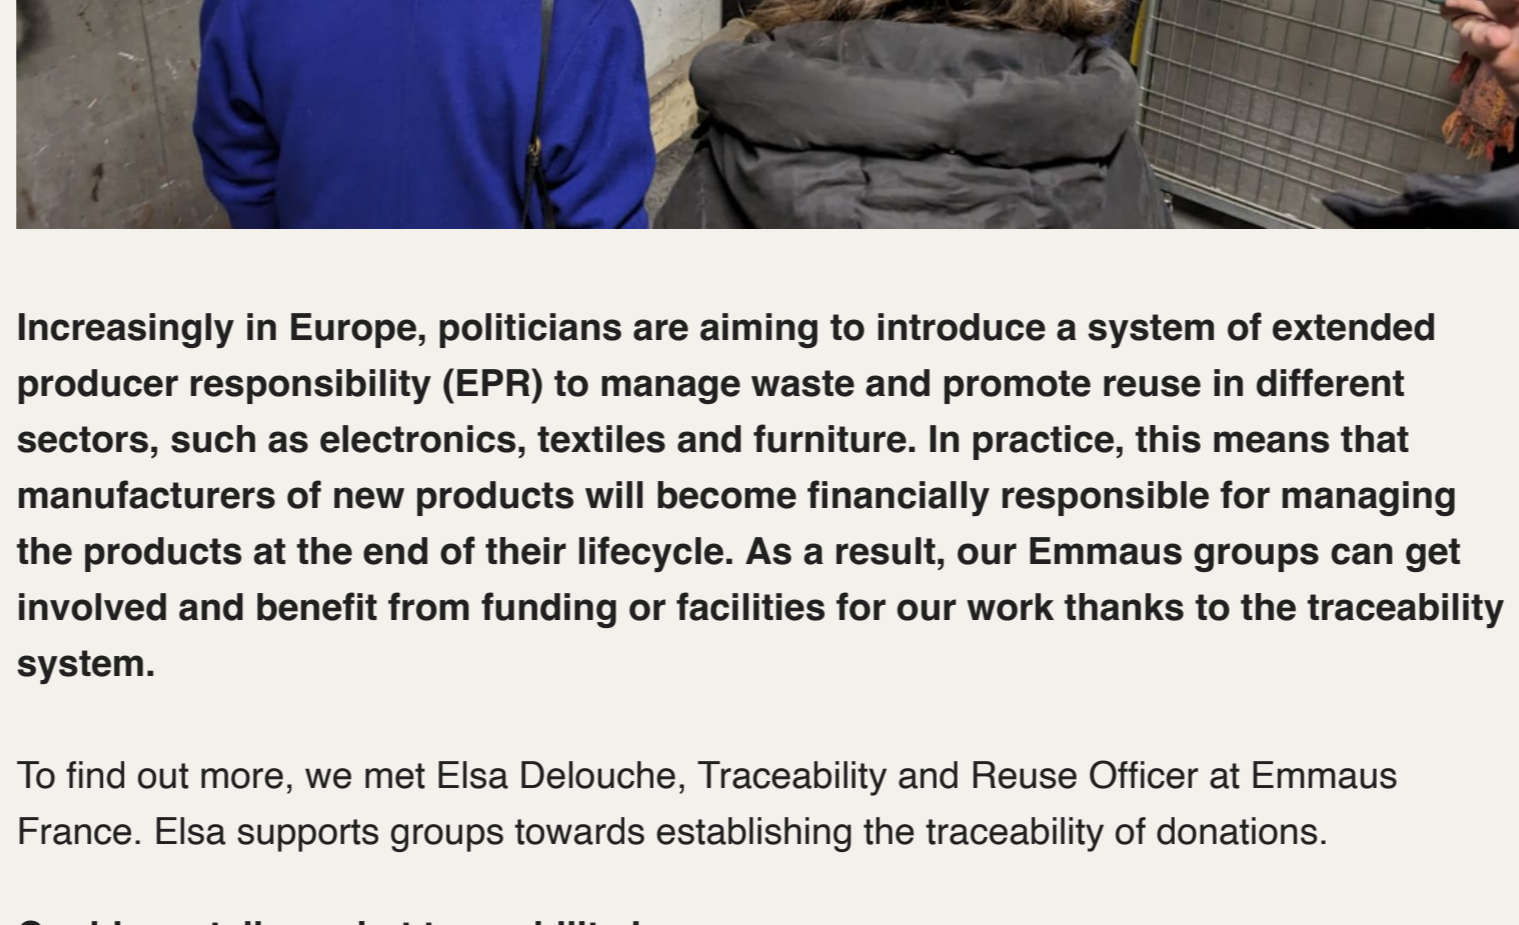 Increasingly in Europe, politicians are aiming to introduce a system of extended
producer responsibility (EPR) to manage waste and promote reuse in different
sectors, such as electronics, textiles and furniture. In practice, this means that
manufacturers of new products will become financially responsible for managing
the products at the end of their lifecycle. As a result, our Emmaus groups can get
involved and benefit from funding or facilities for our work thanks to the traceability
system.
To find out more, we met Elsa Delouche, Traceability and Reuse Officer at Emmaus
France. Elsa supports groups towards establishing the traceability of donations.